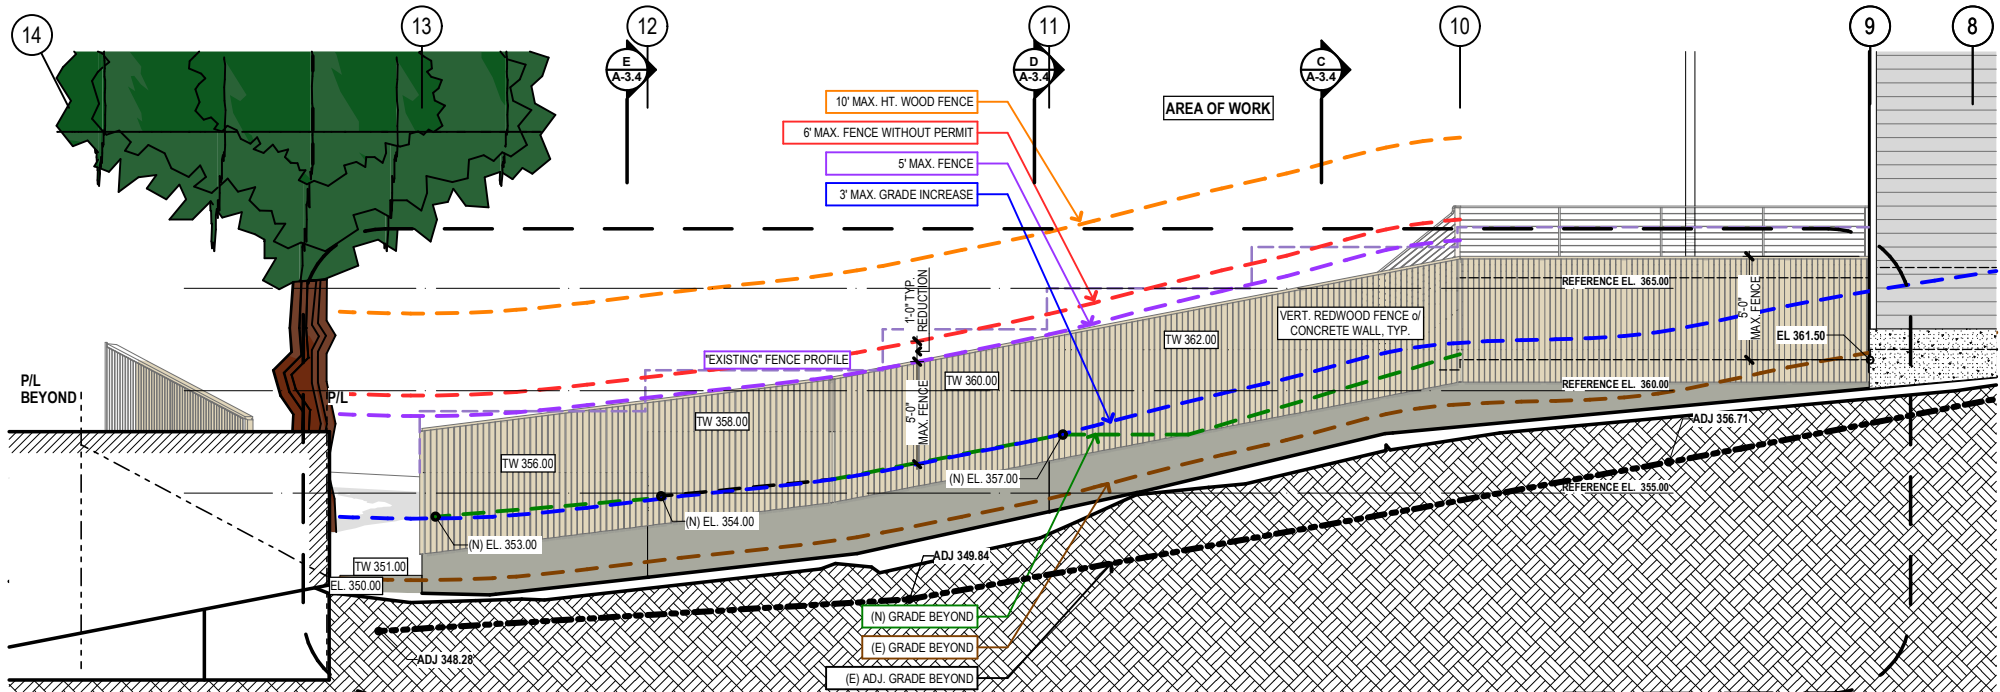 14
13
12
11
10
9
8
E
A-3.4
D
A-3.4
C
A-3.4
10' MAX. HT. WOOD FENCE
AREA OF WORK
6' MAX. FENCE WITHOUT PERMIT
5' MAX. FENCE
3' MAX. GRADE INCREASE
1'-0" TYP.
REDUCTION
REFERENCE EL. 365.00
5'-0"
MAX. FENCE
VERT. REDWOOD FENCE o/
CONCRETE WALL, TYP.
EL 361.50
TW 362.00
"EXISTING" FENCE PROFILE
P/L
BEYOND
P/L
TW 360.00
REFERENCE EL. 360.00
5'-0"
MAX. FENCE
TW 358.00
ADJ 356.71
TW 356.00
(N) EL. 357.00
REFERENCE EL. 355.00
(N) EL. 354.00
(N) EL. 353.00
ADJ 349.84
TW 351.00
EL. 350.00
(N) GRADE BEYOND
(E) GRADE BEYOND
ADJ 348.28'
(E) ADJ. GRADE BEYOND